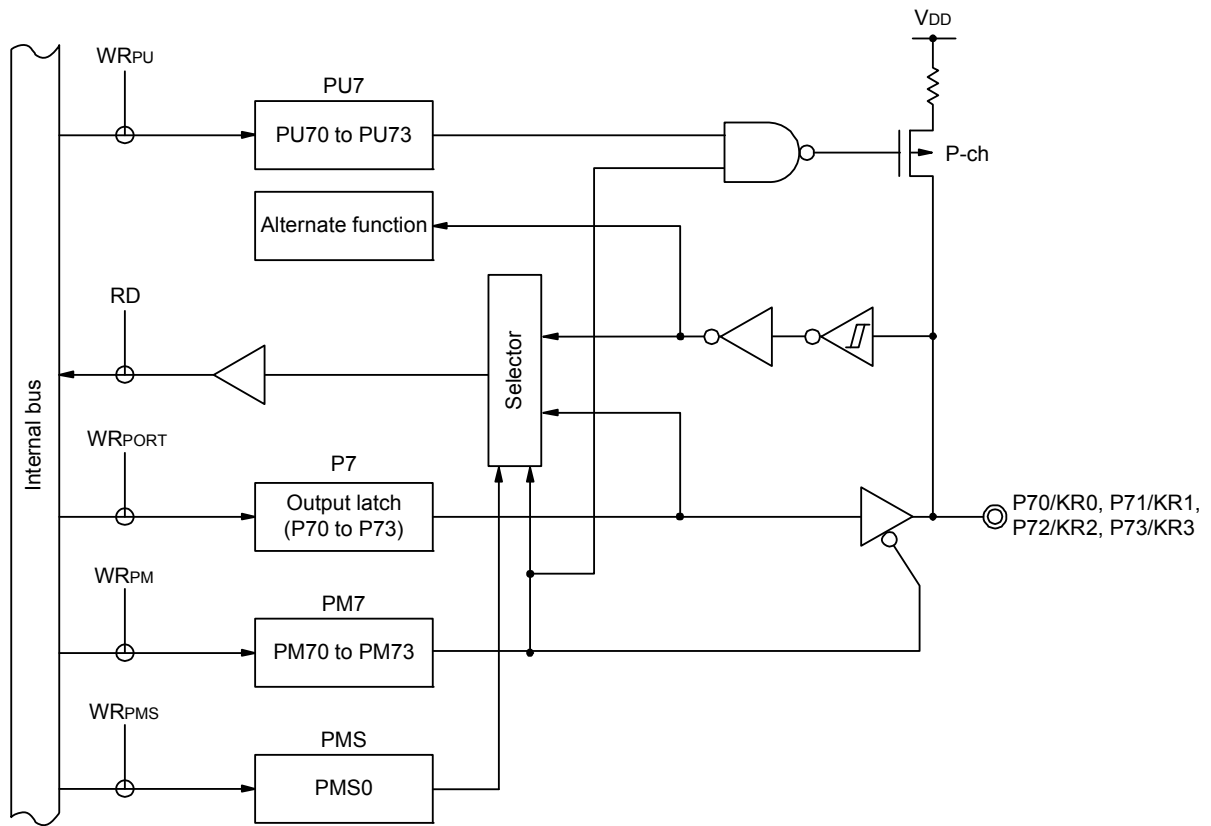 VDD
WRPU
PU7
PU70 to PU73
P-ch
Alternate function
RD
Selector
Internal bus
WRPORT
P7
Output latch
(P70 to P73)
P70/KR0, P71/KR1,
P72/KR2, P73/KR3
WRPM
PM7
PM70 to PM73
WRPMS
PMS
PMS0